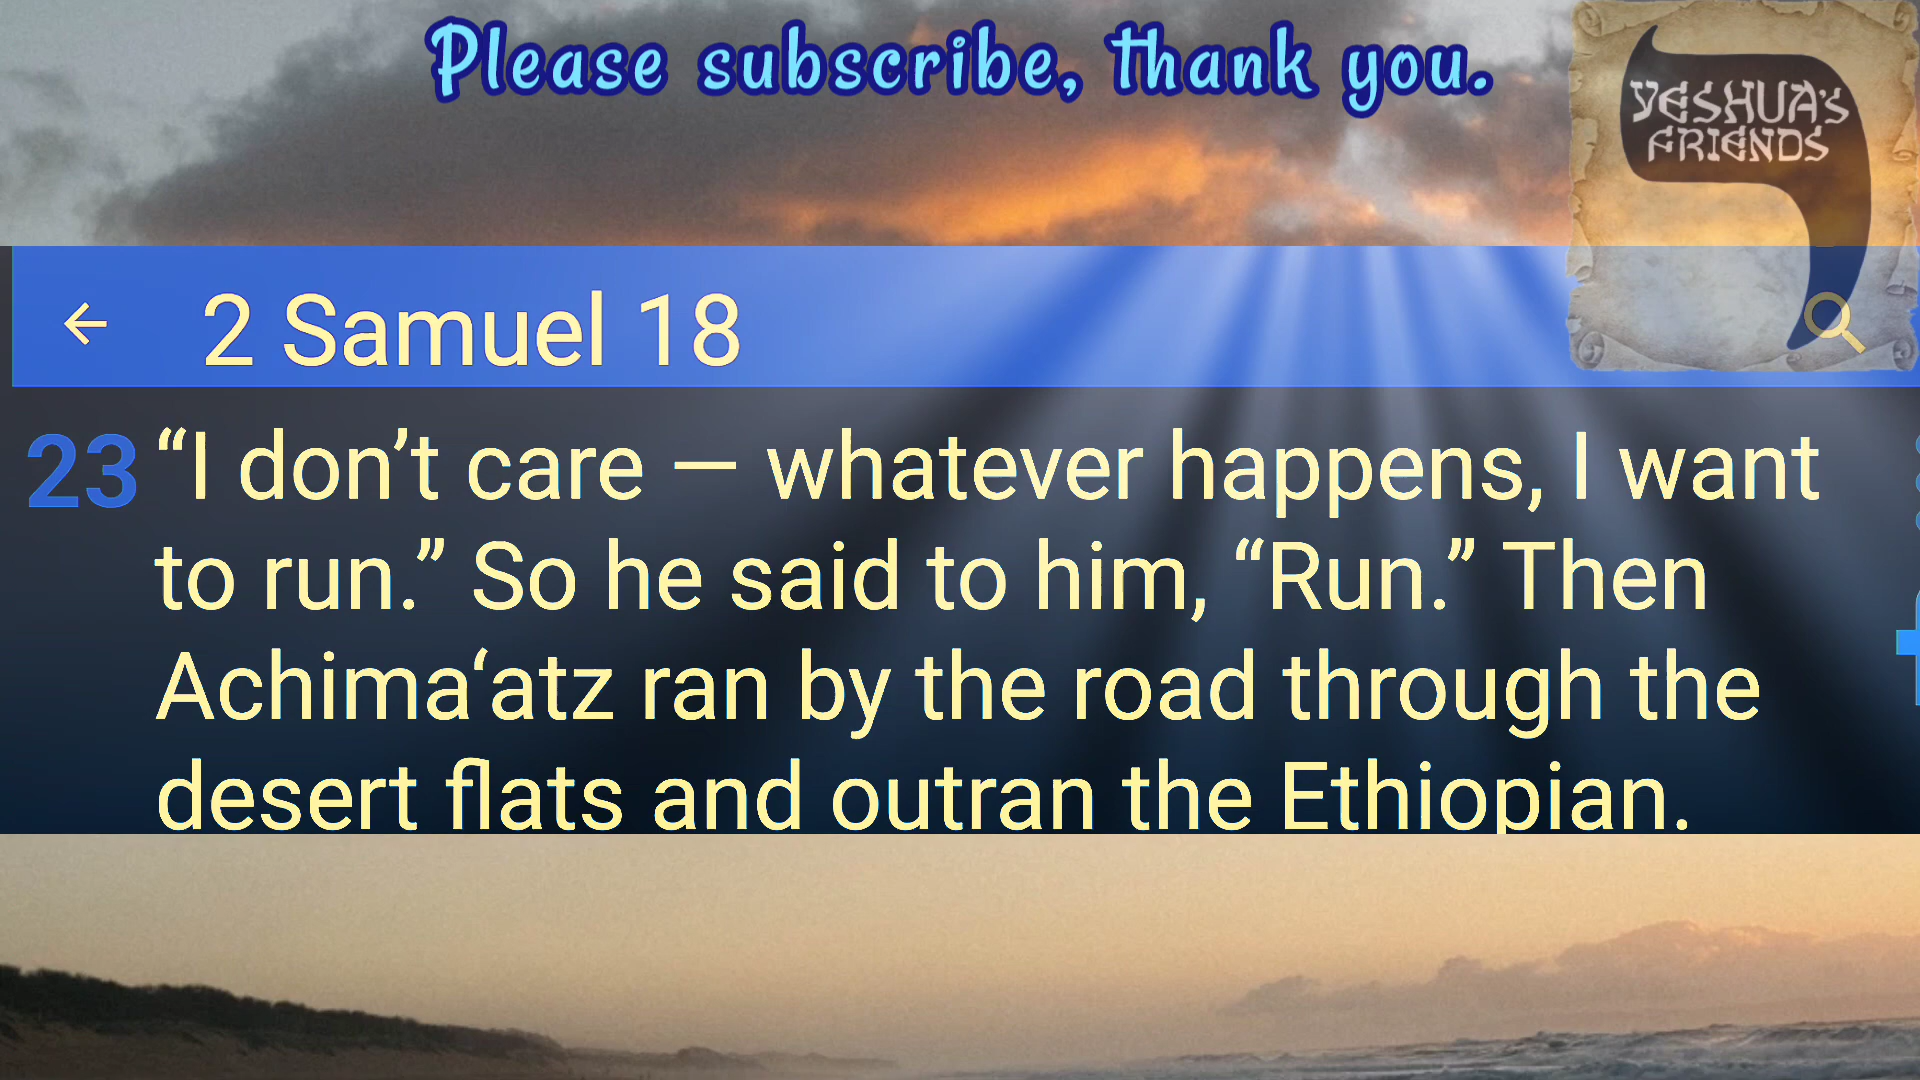 Please subscribe, thank you.
YESHUA'S
FRIENDS
← 2 Samuel 18
23 “I don’t care — whatever happens, I want
to run.” So he said to him, “Run.” Then
Achima‘atz ran by the road through the
desert flats and outran the Ethiopian.